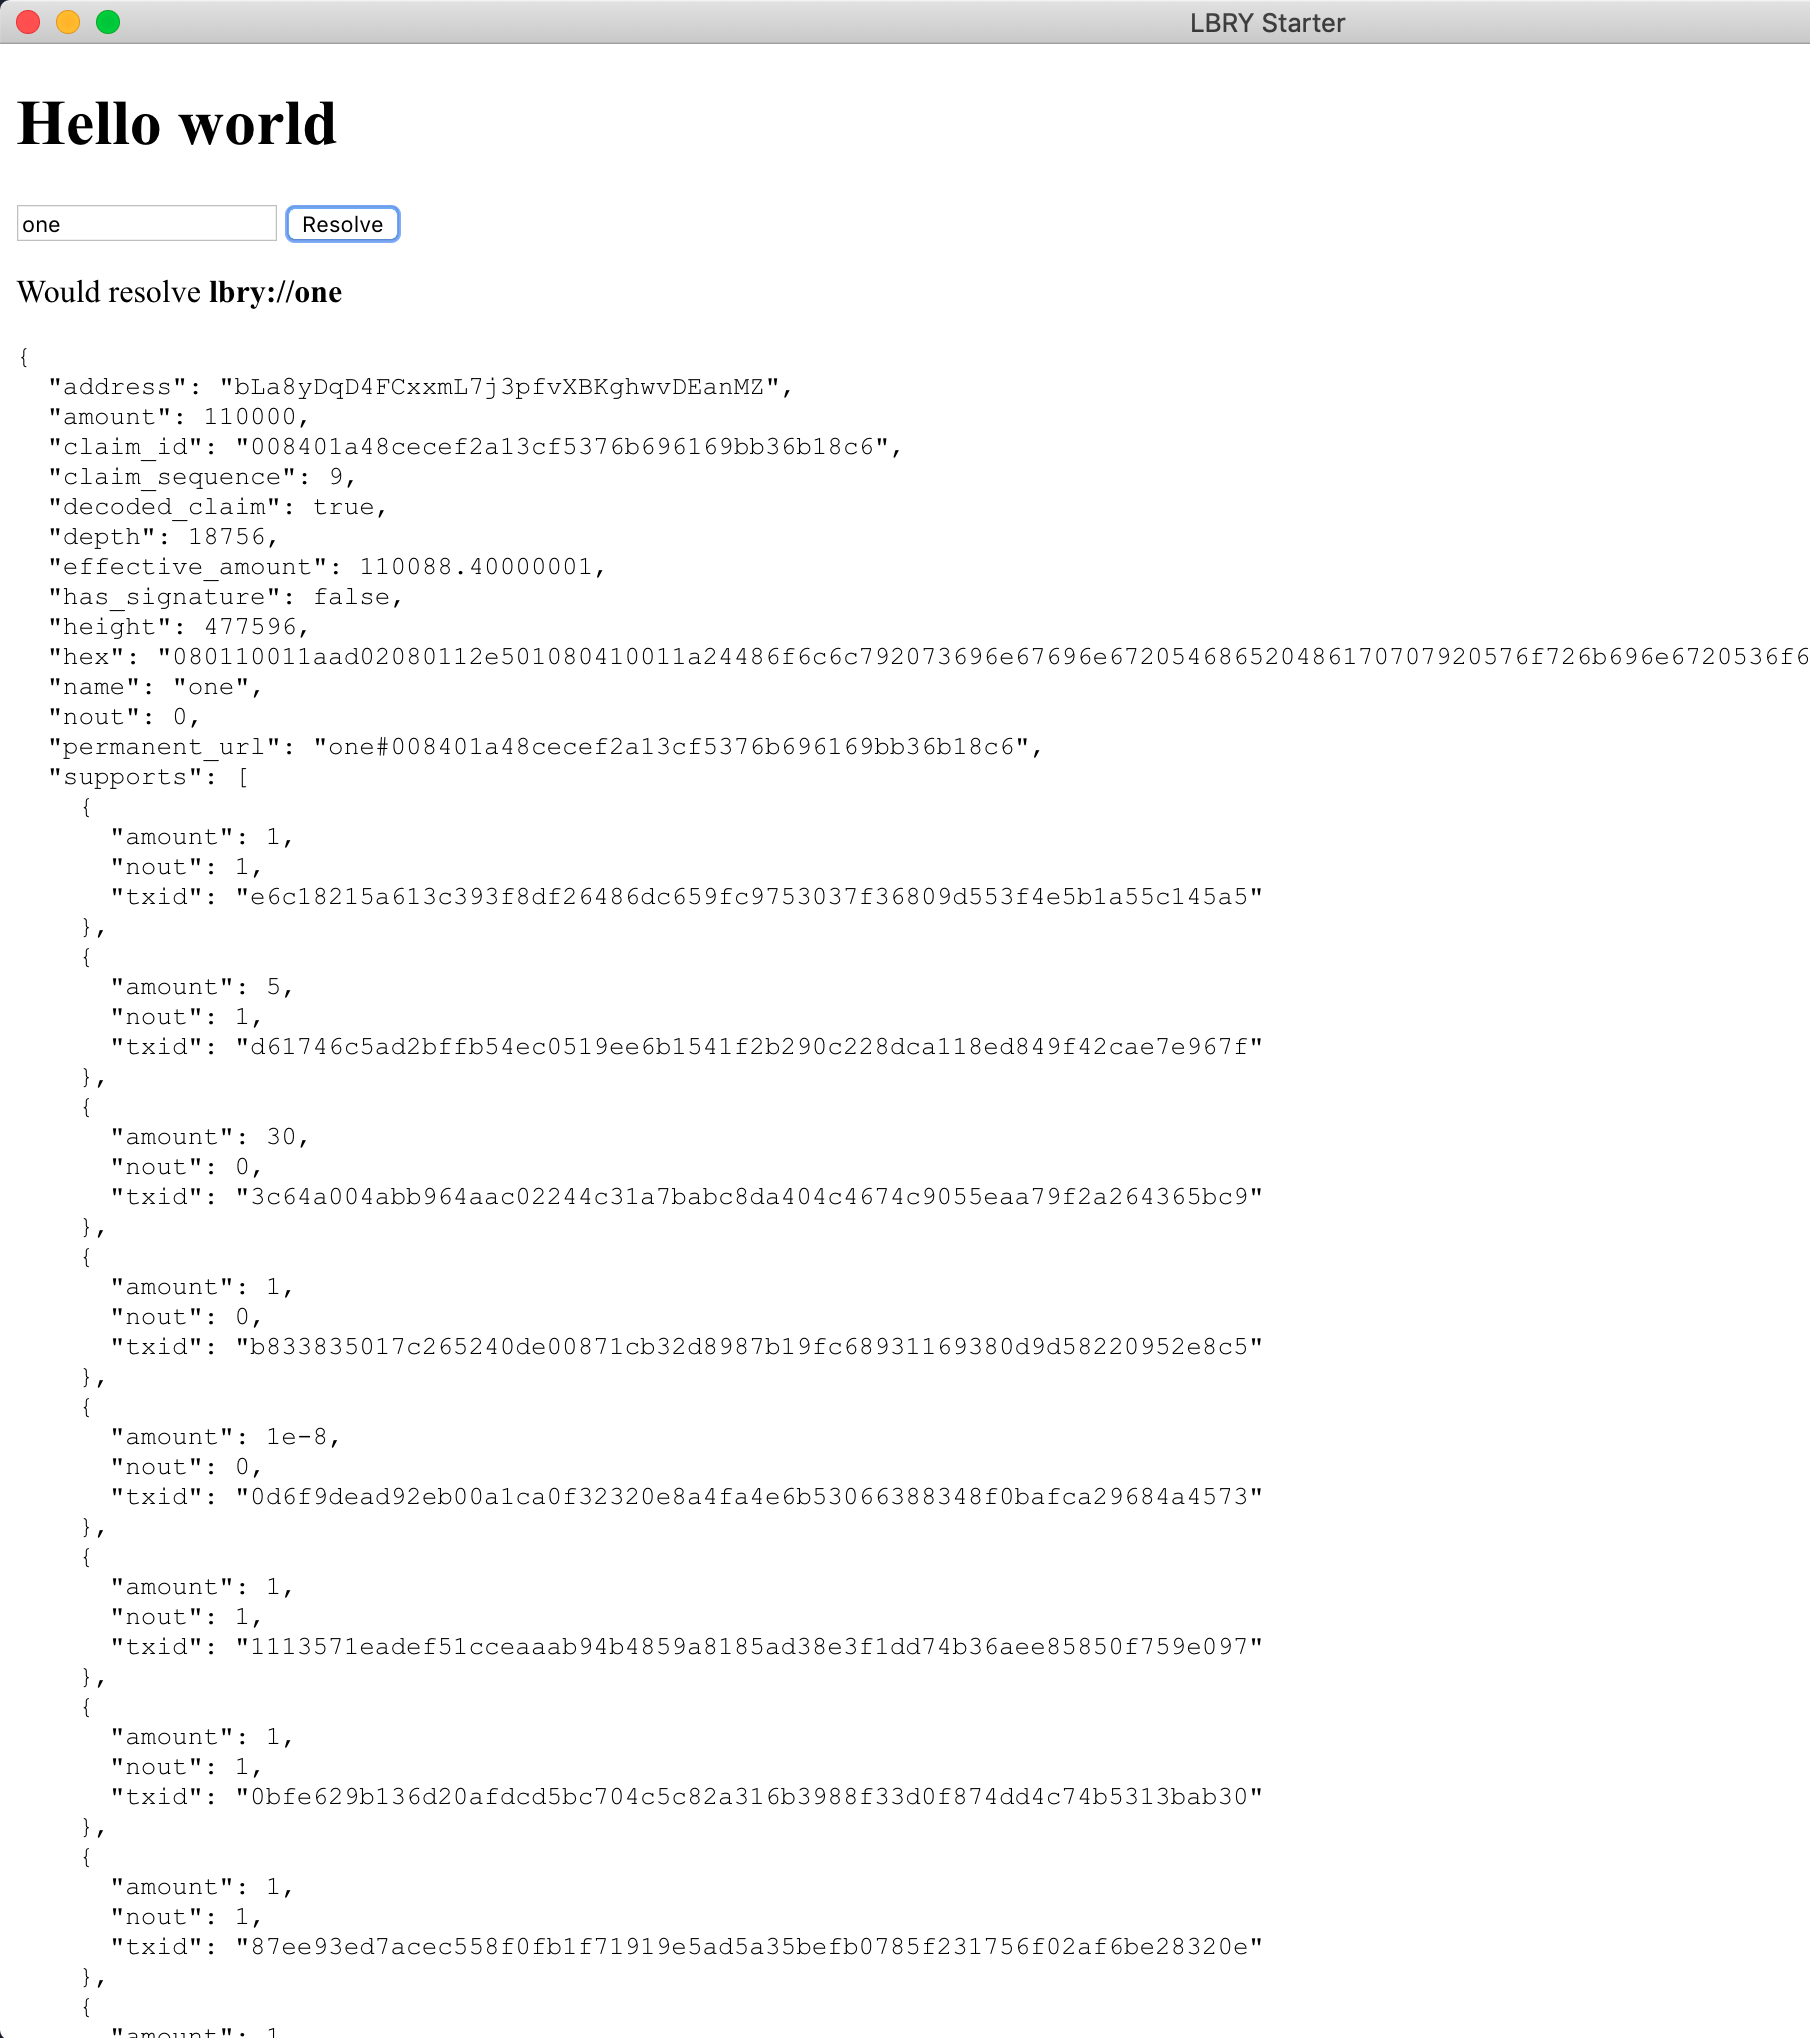 LBRY Starter
Hello world
one Resolve
Would resolve lbry://one
{
"address": "bLa8yDqD4FCxxmL7j3pfvXBKghwvDEanMZ",
"amount": 110000,
"claim_id": "008401a48cecef2a13cf5376b696169bb36b18c6",
"claim_sequence": 9,
"decoded_claim": true,
"depth": 18756,
"effective_amount": 110088.40000001,
"has_signature": false,
"height": 477596,
"hex": "080110011aad02080112e501080410011a24486f6c6c792073696e67696e672054686520486170707920576f726b696e6720536f6
"name": "one",
"nout": 0,
"permanent_url": "one#008401a48cecef2a13cf5376b696169bb36b18c6",
"supports": [
{
"amount": 1,
"nout": 1,
"txid": "e6c18215a613c393f8df26486dc659fc9753037f36809d553f4e5b1a55c145a5"
},
{
"amount": 5,
"nout": 1,
"txid": "d61746c5ad2bffb54ec0519ee6b1541f2b290c228dca118ed849f42cae7e967f"
},
{
"amount": 30,
"nout": 0,
"txid": "3c64a004abb964aac02244c31a7babc8da404c4674c9055eaa79f2a264365bc9"
},
{
"amount": 1,
"nout": 0,
"txid": "b833835017c265240de00871cb32d8987b19fc68931169380d9d58220952e8c5"
},
{
"amount": 1e-8,
"nout": 0,
"txid": "0d6f9dead92eb00a1ca0f32320e8a4fa4e6b53066388348f0bafca29684a4573"
},
{
"amount": 1,
"nout": 1,
"txid": "1113571eadef51cceaaab94b4859a8185ad38e3f1dd74b36aee85850f759e097"
},
{
"amount": 1,
"nout": 1,
"txid": "0bfe629b136d20afdcd5bc704c5c82a316b3988f33d0f874dd4c74b5313bab30"
},
{
"amount": 1,
"nout": 1,
"txid": "87ee93ed7acec558f0fb1f71919e5ad5a35befb0785f231756f02af6be28320e"
},
{
"amount": 1